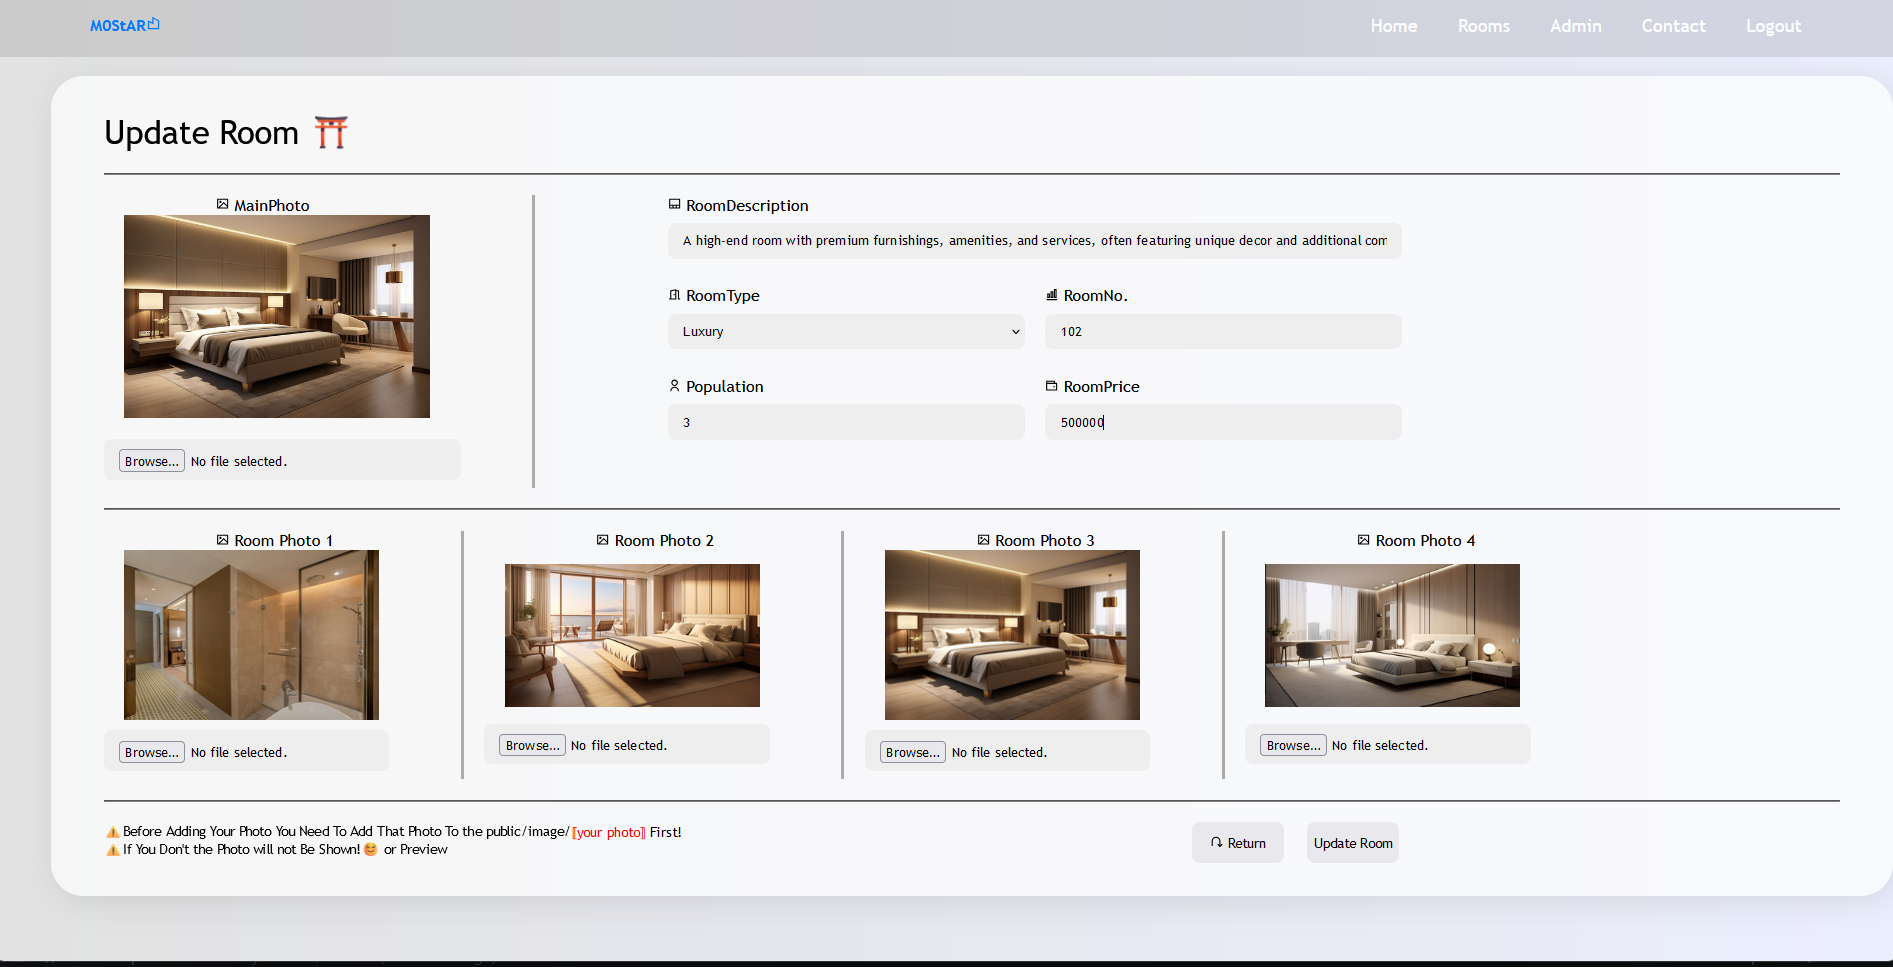 M0StAR
Home Rooms Admin Contact Logout
Update Room ⛩️
MainPhoto
Browse... No file selected.
RoomDescription
A high-end room with premium furnishings, amenities, and services, often featuring unique decor and additional com
RoomType
Luxury
RoomNo.
102
Population
3
RoomPrice
500000
Room Photo 1
Browse... No file selected.
Room Photo 2
Browse... No file selected.
Room Photo 3
Browse... No file selected.
Room Photo 4
Browse... No file selected.
⚠️Before Adding Your Photo You Need To Add That Photo To the public/image/⟦your photo⟧ First!
⚠️If You Don't the Photo will not Be Shown!😆 or Preview
Return
Update Room